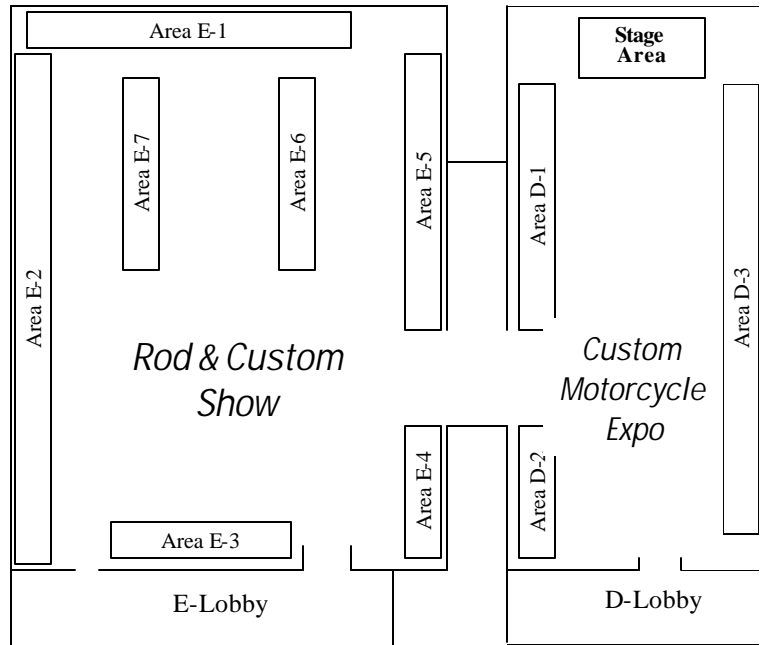 Area E-1
Stage
Area
Area E-7
Area E-6
Area E-5
Area D-1
Area E-2
Area D-3
Rod & Custom
Show
Custom
Motorcycle
Expo
Area E-4
Area D-2
Area E-3
E-Lobby
D-Lobby